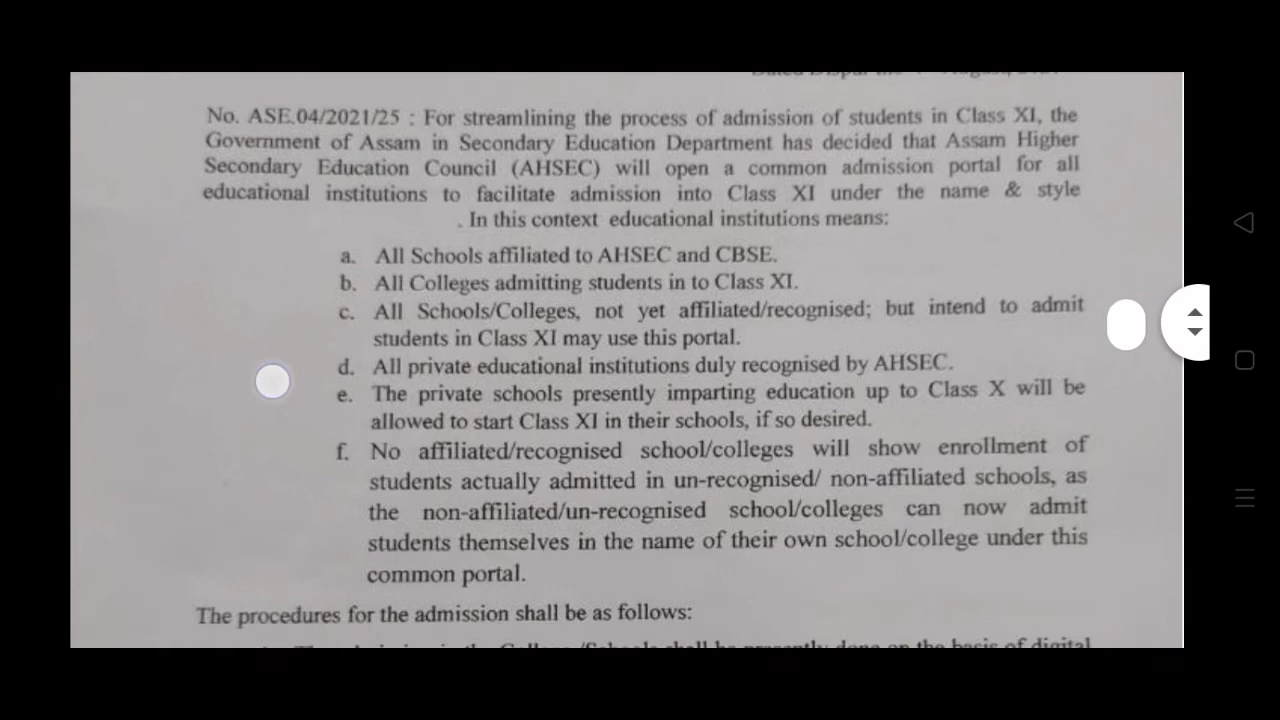 No. ASE.04/2021/25 : For streamlining the process of admission of students in Class XI, the
Government of Assam in Secondary Education Department has decided that Assam Higher
Secondary Education Council (AHSEC) will open a common admission portal for all
educational institutions to facilitate admission into Class XI under the name & style
. In this context educational institutions means:
a. All Schools affiliated to AHSEC and CBSE.
b. All Colleges admitting students in to Class XI.
c. All Schools/Colleges, not yet affiliated/recognised; but intend to admit
students in Class XI may use this portal.
d. All private educational institutions duly recognised by AHSEC.
e. The private schools presently imparting education up to Class X will be
allowed to start Class XI in their schools, if so desired.
f. No affiliated/recognised school/colleges will show enrollment of
students actually admitted in un-recognised/ non-affiliated schools, as
the non-affiliated/un-recognised school/colleges can now admit
students themselves in the name of their own school/college under this
common portal.
The procedures for the admission shall be as follows: